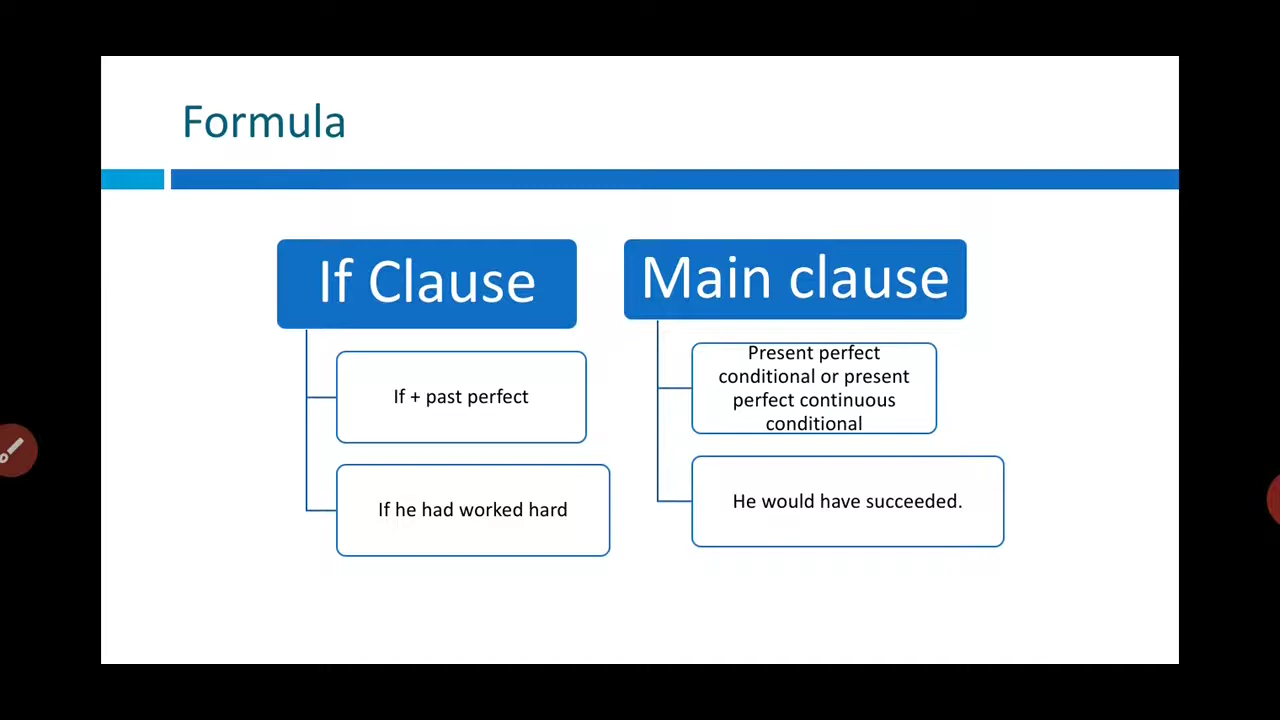 Formula
If Clause
If + past perfect
If he had worked hard
Main clause
Present perfect
conditional or present
perfect continuous
conditional
He would have succeeded.